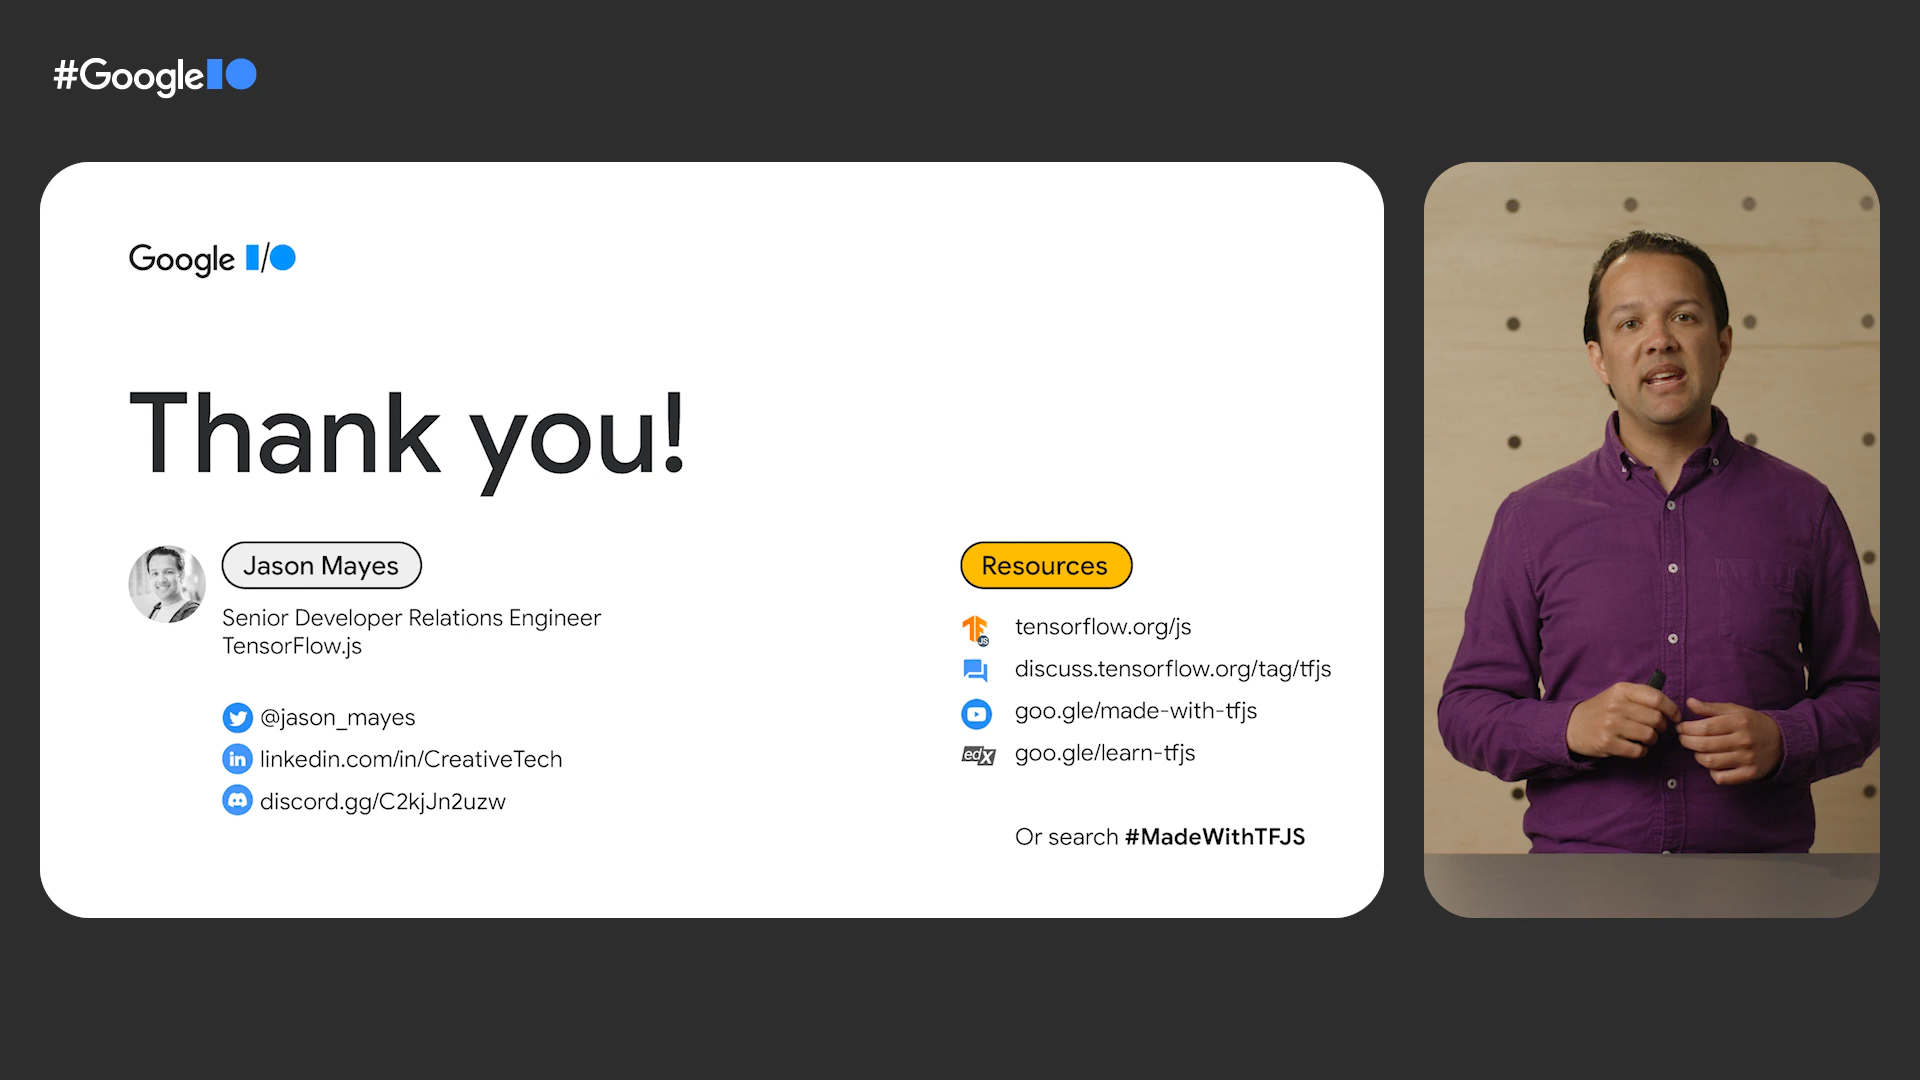 #GoogleIO
Google I/O
Thank you!
Jason Mayes
Senior Developer Relations Engineer
TensorFlow.js
@jason_mayes
linkedin.com/in/CreativeTech
discord.gg/C2kjJn2uzw
Resources
tensorflow.org/js
discuss.tensorflow.org/tag/tfjs
goo.gle/made-with-tfjs
edX goo.gle/learn-tfjs
Or search #MadeWithTFJS